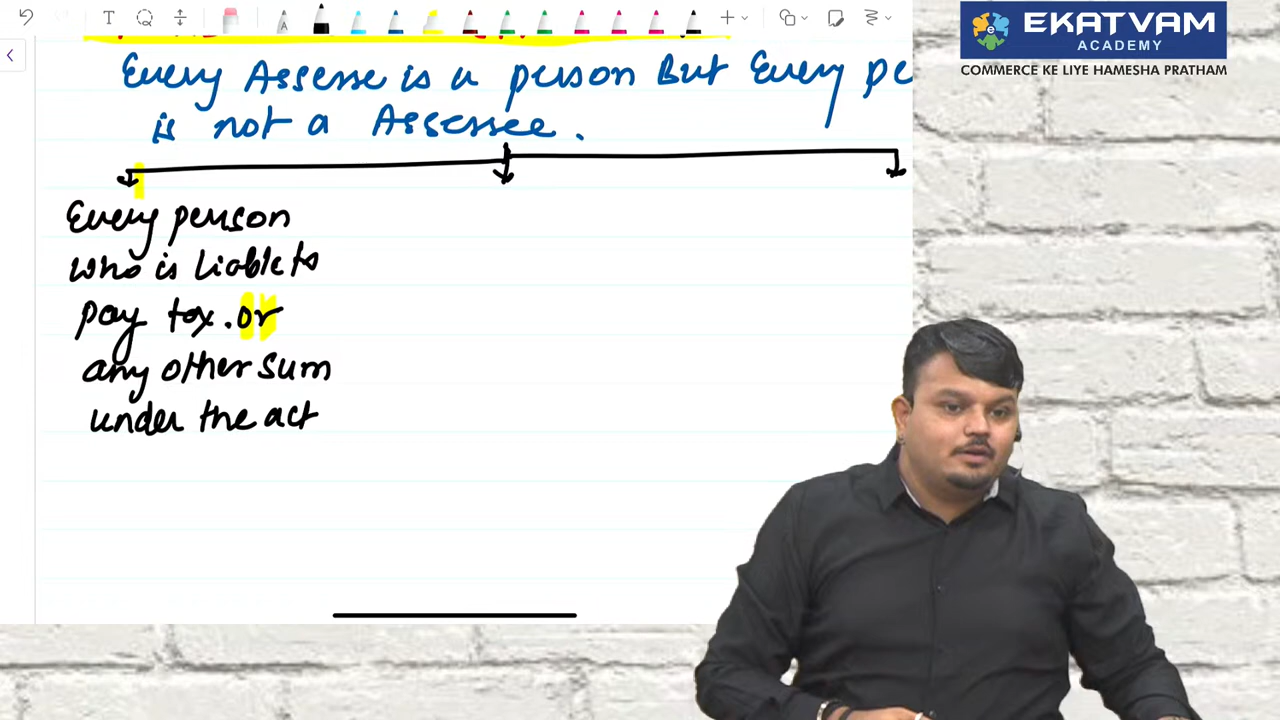 EKATVAM
ACADEMY
COMMERCE KE LIYE HAMESHA PRATHAM
Every Assesse is a person But Every pe
is not a Assessee.
Every person
who is liable to
pay tax. or
any other sum
under the act